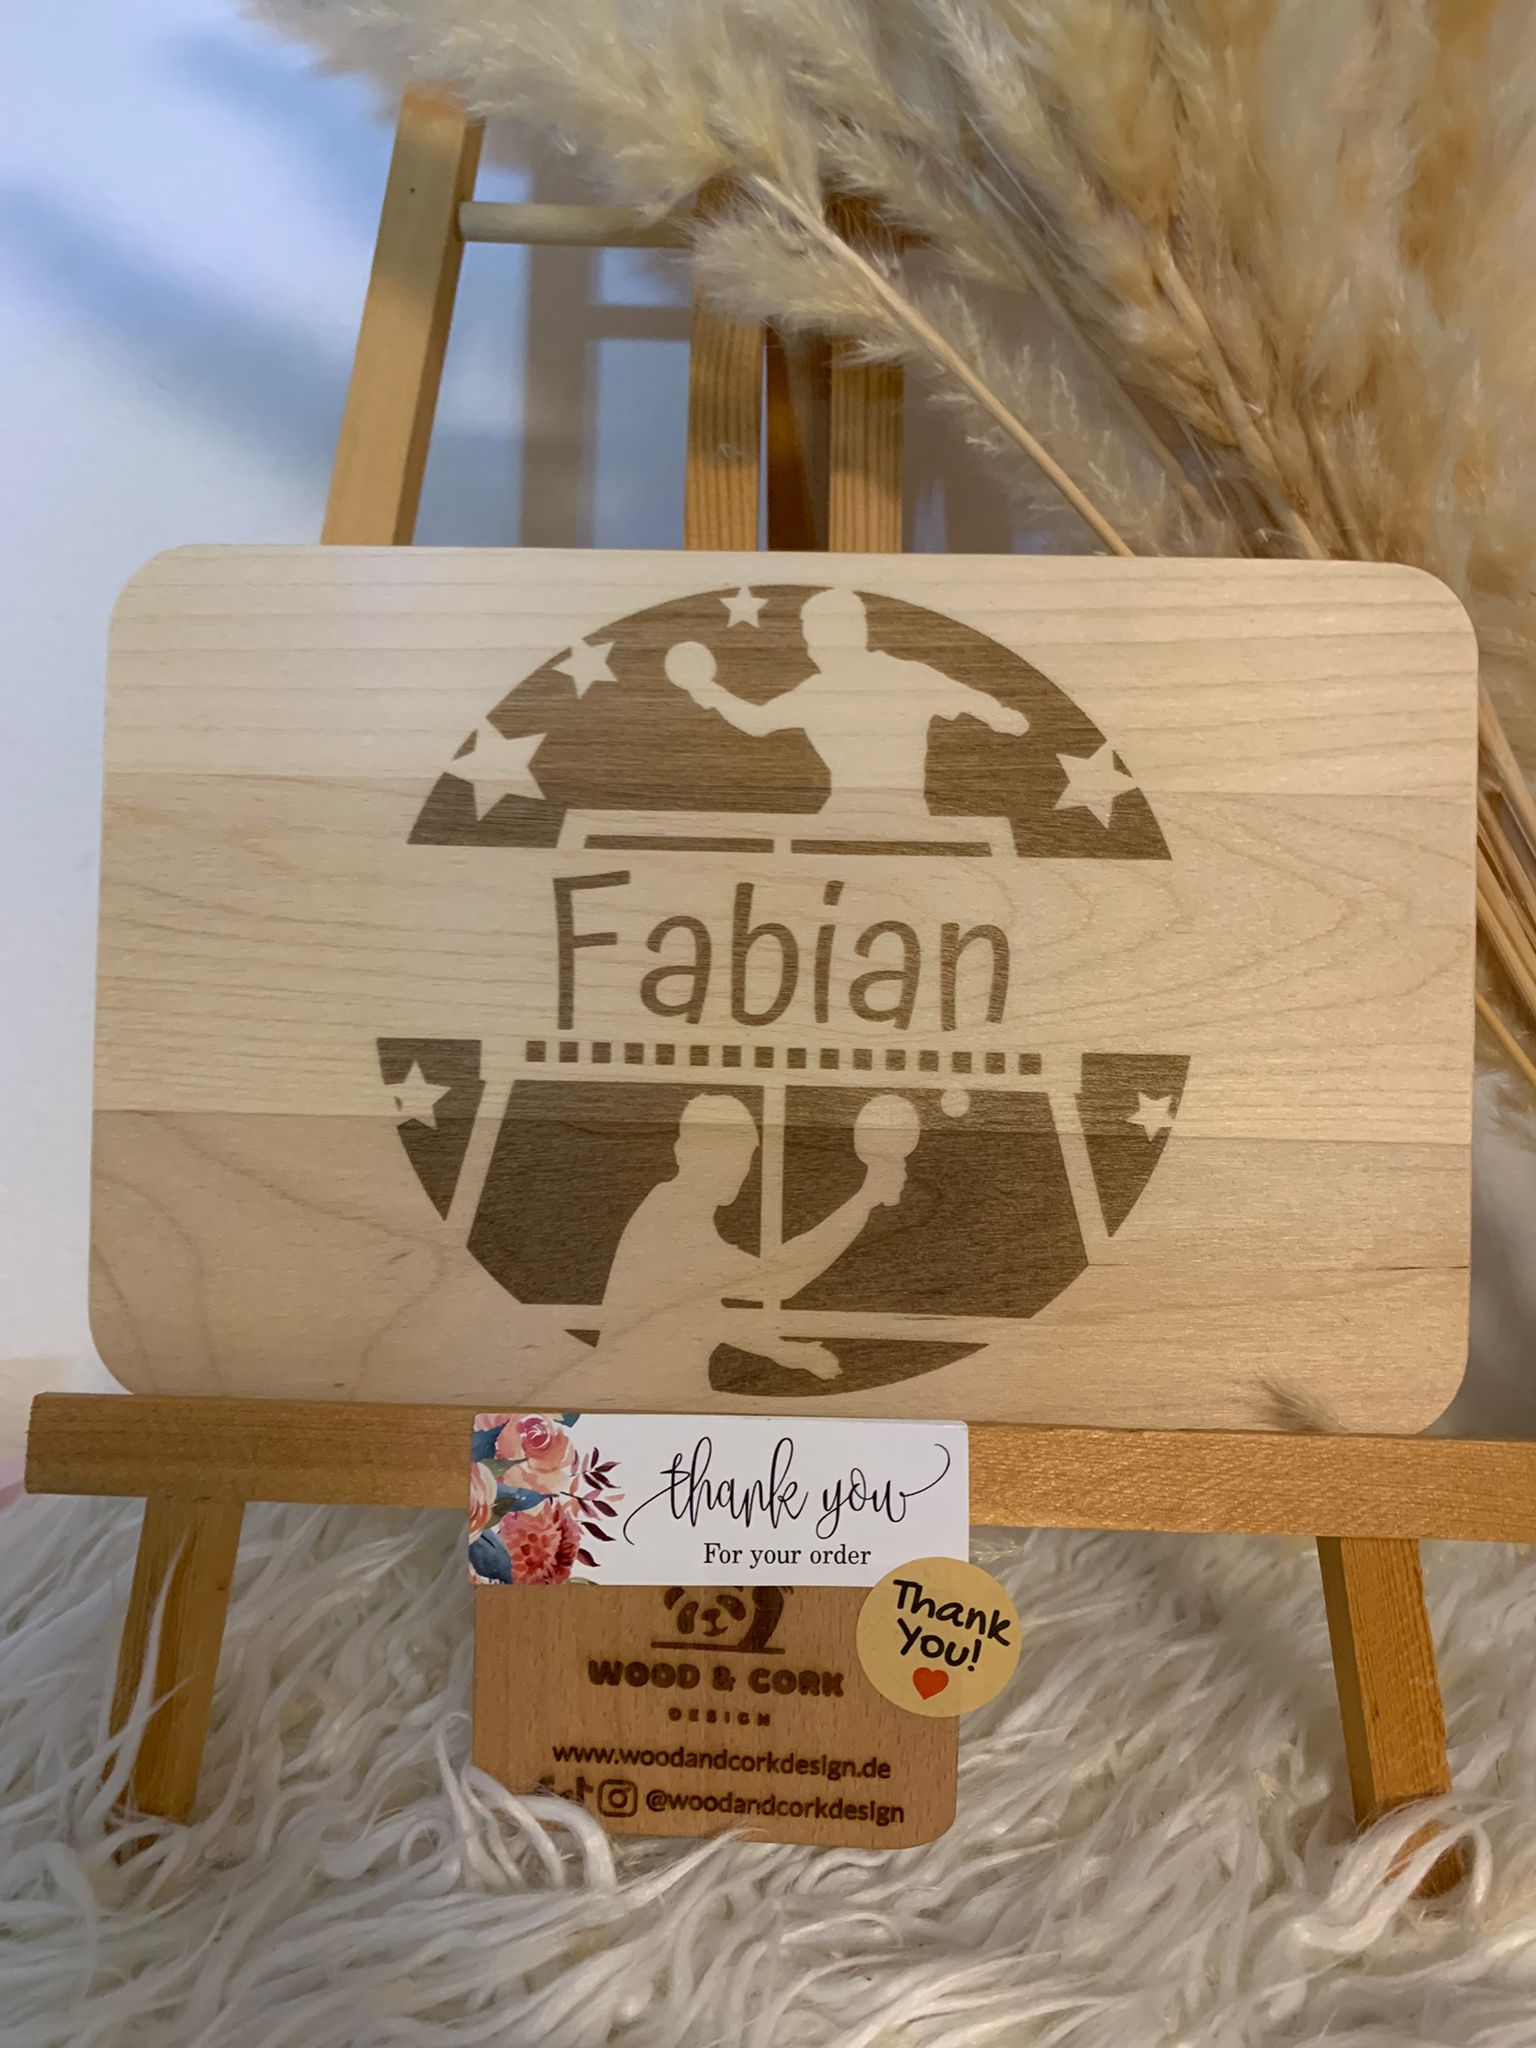 Fabian
thank you
For your order
Thank
You!
WOOD & CORK
DESIGN
www.woodandcorkdesign.de
@woodandcorkdesign